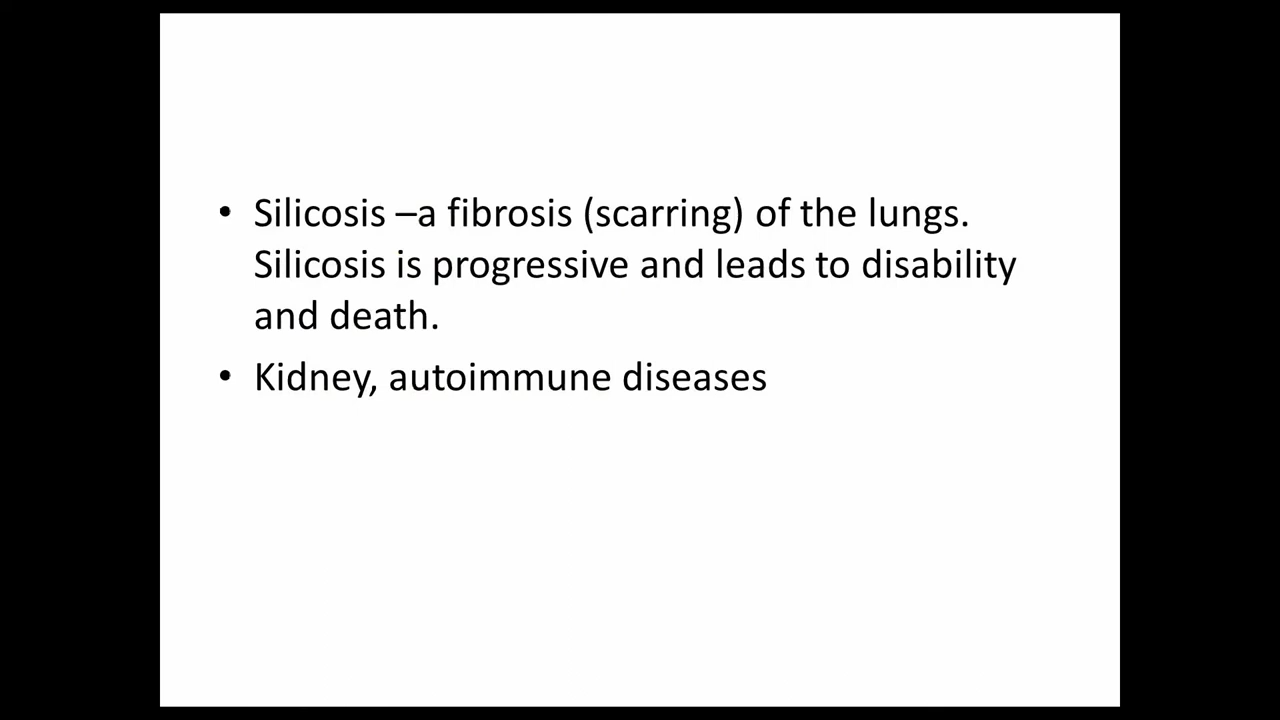 • Silicosis –a fibrosis (scarring) of the lungs.
Silicosis is progressive and leads to disability
and death.
• Kidney, autoimmune diseases